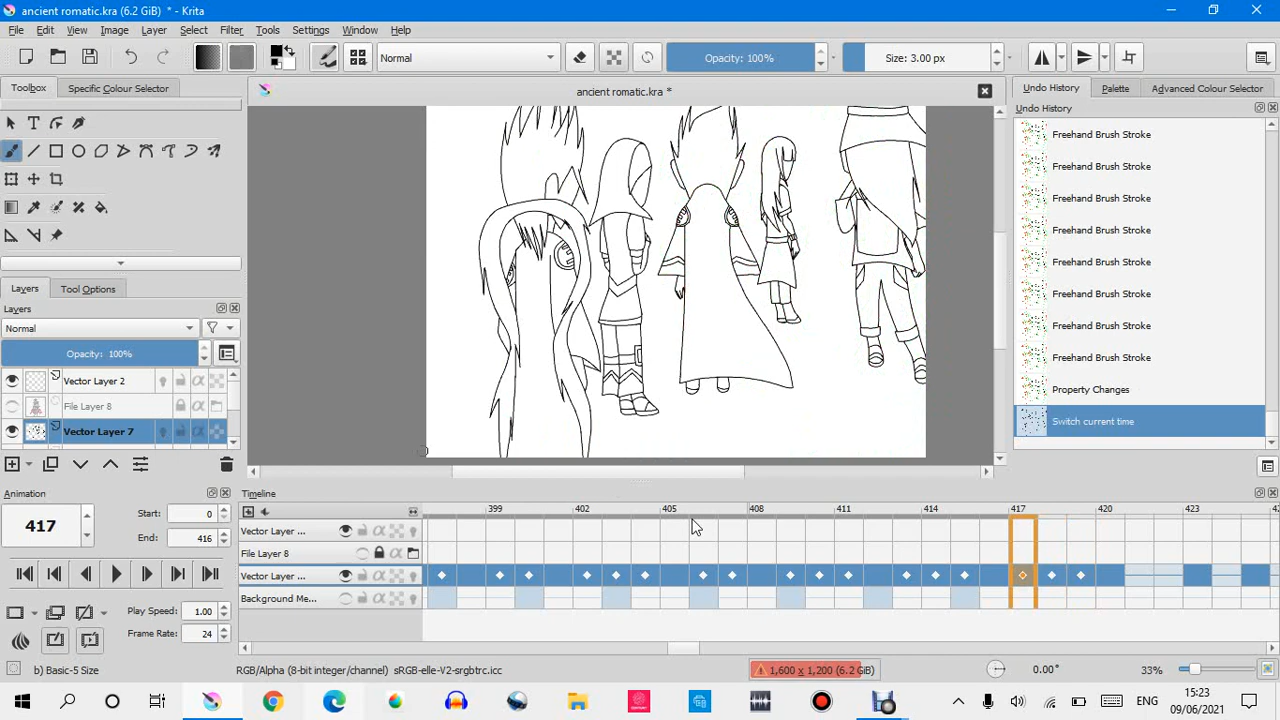 ancient romatic.kra (6.2 GiB) * - Krita
File Edit View Image Layer Select Filter Tools Settings Window Help
Normal Opacity: 100% Size: 3.00 px
Toolbox Specific Colour Selector
ancient romatic.kra *
Undo History Palette Advanced Colour Selector
Undo History
Freehand Brush Stroke
Freehand Brush Stroke
Freehand Brush Stroke
Freehand Brush Stroke
Freehand Brush Stroke
Freehand Brush Stroke
Freehand Brush Stroke
Freehand Brush Stroke
Property Changes
Switch current time
Layers Tool Options
Layers
Normal
Opacity: 100%
Vector Layer 2
File Layer 8
Vector Layer 7
Animation
417
Start: 0
End: 416
Play Speed: 1.00
Frame Rate: 24
Timeline
399 402 405 408 411 414 417 420 423 42
Vector Layer ...
File Layer 8
Vector Layer ...
Background Me...
b) Basic-5 Size
RGB/Alpha (8-bit integer/channel) sRGB-elle-V2-srgbtrc.icc
1,600 x 1,200 (6.2 GiB)
0.00°
33%
ENG
15:23
09/06/2021